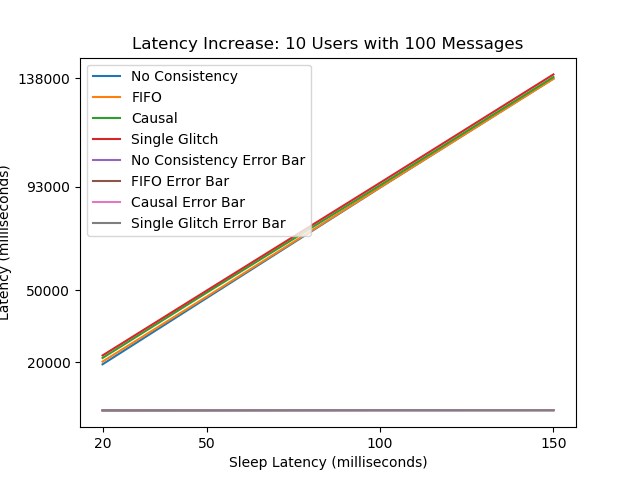 Latency Increase: 10 Users with 100 Messages
No Consistency
FIFO
Causal
Single Glitch
No Consistency Error Bar
FIFO Error Bar
Causal Error Bar
Single Glitch Error Bar
138000
93000
50000
20000
Latency (milliseconds)
20 50 100 150
Sleep Latency (milliseconds)